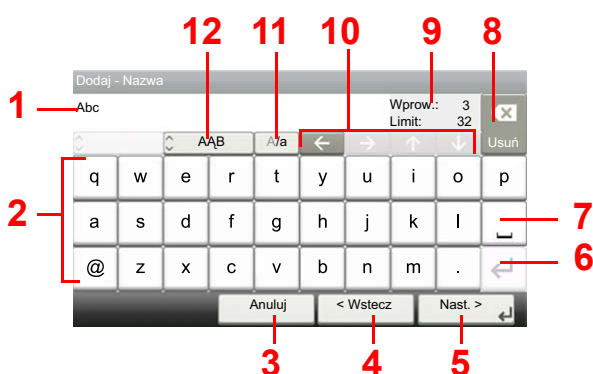 12 11 10 9 8
Dodaj - Nazwa
1 Abc Wprow.: 3
Limit: 32
AĄB A/a ← → ↑ ↓ Usuń
q w e r t y u i o p
2 a s d f g h j k l 7
@ z x c v b n m . 6
Anuluj < Wstecz Nast. >
3 4 5